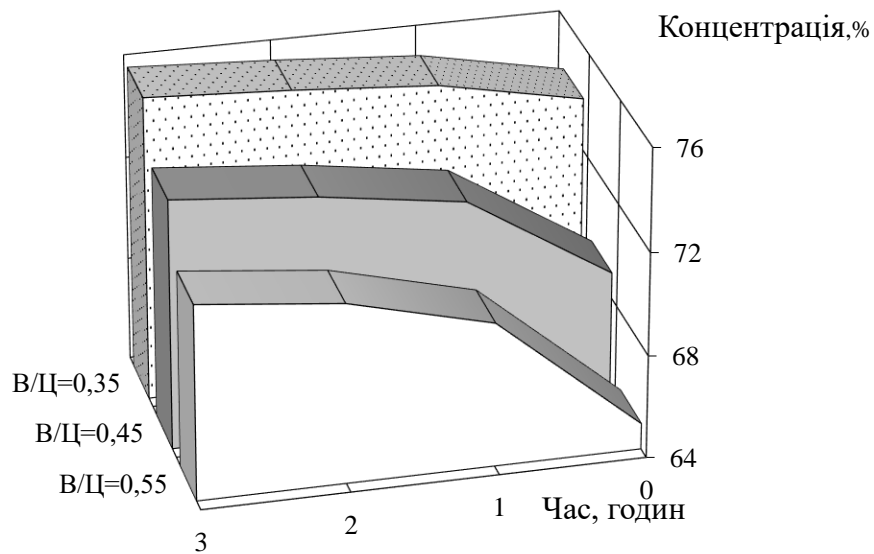 Концентрація,%
76
72
68
64
В/Ц=0,35
В/Ц=0,45
В/Ц=0,55
0
1
2
3
Час, годин